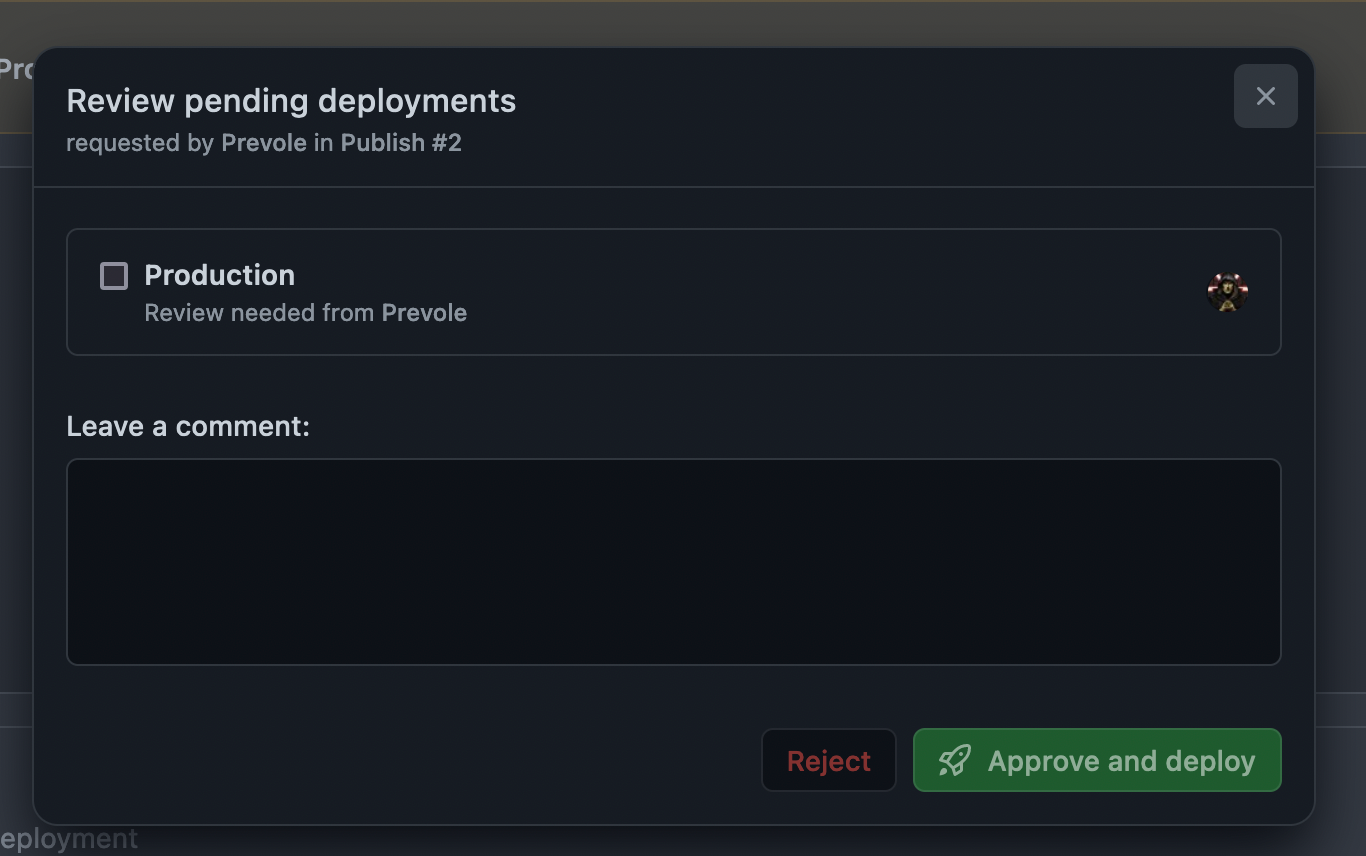 Review pending deployments
requested by Prevole in Publish #2
Production
Review needed from Prevole
Leave a comment:
Reject
Approve and deploy
eployment